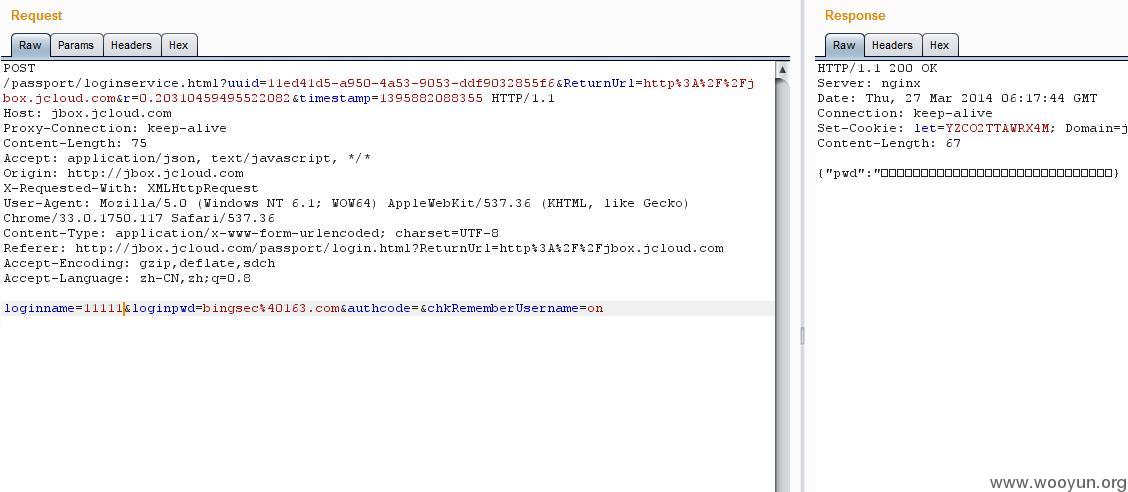 Request
Raw Params Headers Hex
POST
/passport/loginservice.html?uuid=11ed41d5-a950-4a53-9053-ddf9032855f6&ReturnUrl=http%3A%2F%2Fj
box.jcloud.com&r=0.20310459495522082&timestamp=1395882088355 HTTP/1.1
Host: jbox.jcloud.com
Proxy-Connection: keep-alive
Content-Length: 75
Accept: application/json, text/javascript, */*
Origin: http://jbox.jcloud.com
X-Requested-With: XMLHttpRequest
User-Agent: Mozilla/5.0 (Windows NT 6.1; WOW64) AppleWebKit/537.36 (KHTML, like Gecko)
Chrome/33.0.1750.117 Safari/537.36
Content-Type: application/x-www-form-urlencoded; charset=UTF-8
Referer: http://jbox.jcloud.com/passport/login.html?ReturnUrl=http%3A%2F%2Fjbox.jcloud.com
Accept-Encoding: gzip,deflate,sdch
Accept-Language: zh-CN,zh;q=0.8
loginname=11111&loginpwd=bingsec%40163.com&authcode=&chkRememberUsername=on
Response
Raw Headers Hex
HTTP/1.1 200 OK
Server: nginx
Date: Thu, 27 Mar 2014 06:17:44 GMT
Connection: keep-alive
Set-Cookie: let=YZCO2TTAWRX4M; Domain=j
Content-Length: 67
{"pwd":"□□□□□□□□□□□□□□□□□□□□□□□□□□□□□}
www.wooyun.org